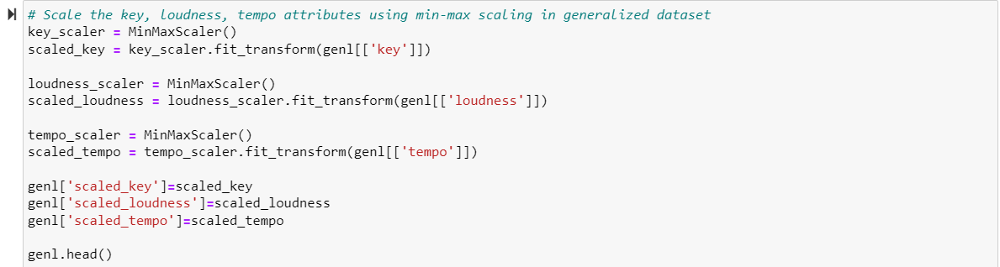 # Scale the key, loudness, tempo attributes using min-max scaling in generalized dataset
key_scaler = MinMaxScaler()
scaled_key = key_scaler.fit_transform(genl[['key']])
loudness_scaler = MinMaxScaler()
scaled_loudness = loudness_scaler.fit_transform(genl[['loudness']])
tempo_scaler = MinMaxScaler()
scaled_tempo = tempo_scaler.fit_transform(genl[['tempo']])
genl['scaled_key']=scaled_key
genl['scaled_loudness']=scaled_loudness
genl['scaled_tempo']=scaled_tempo
genl.head()